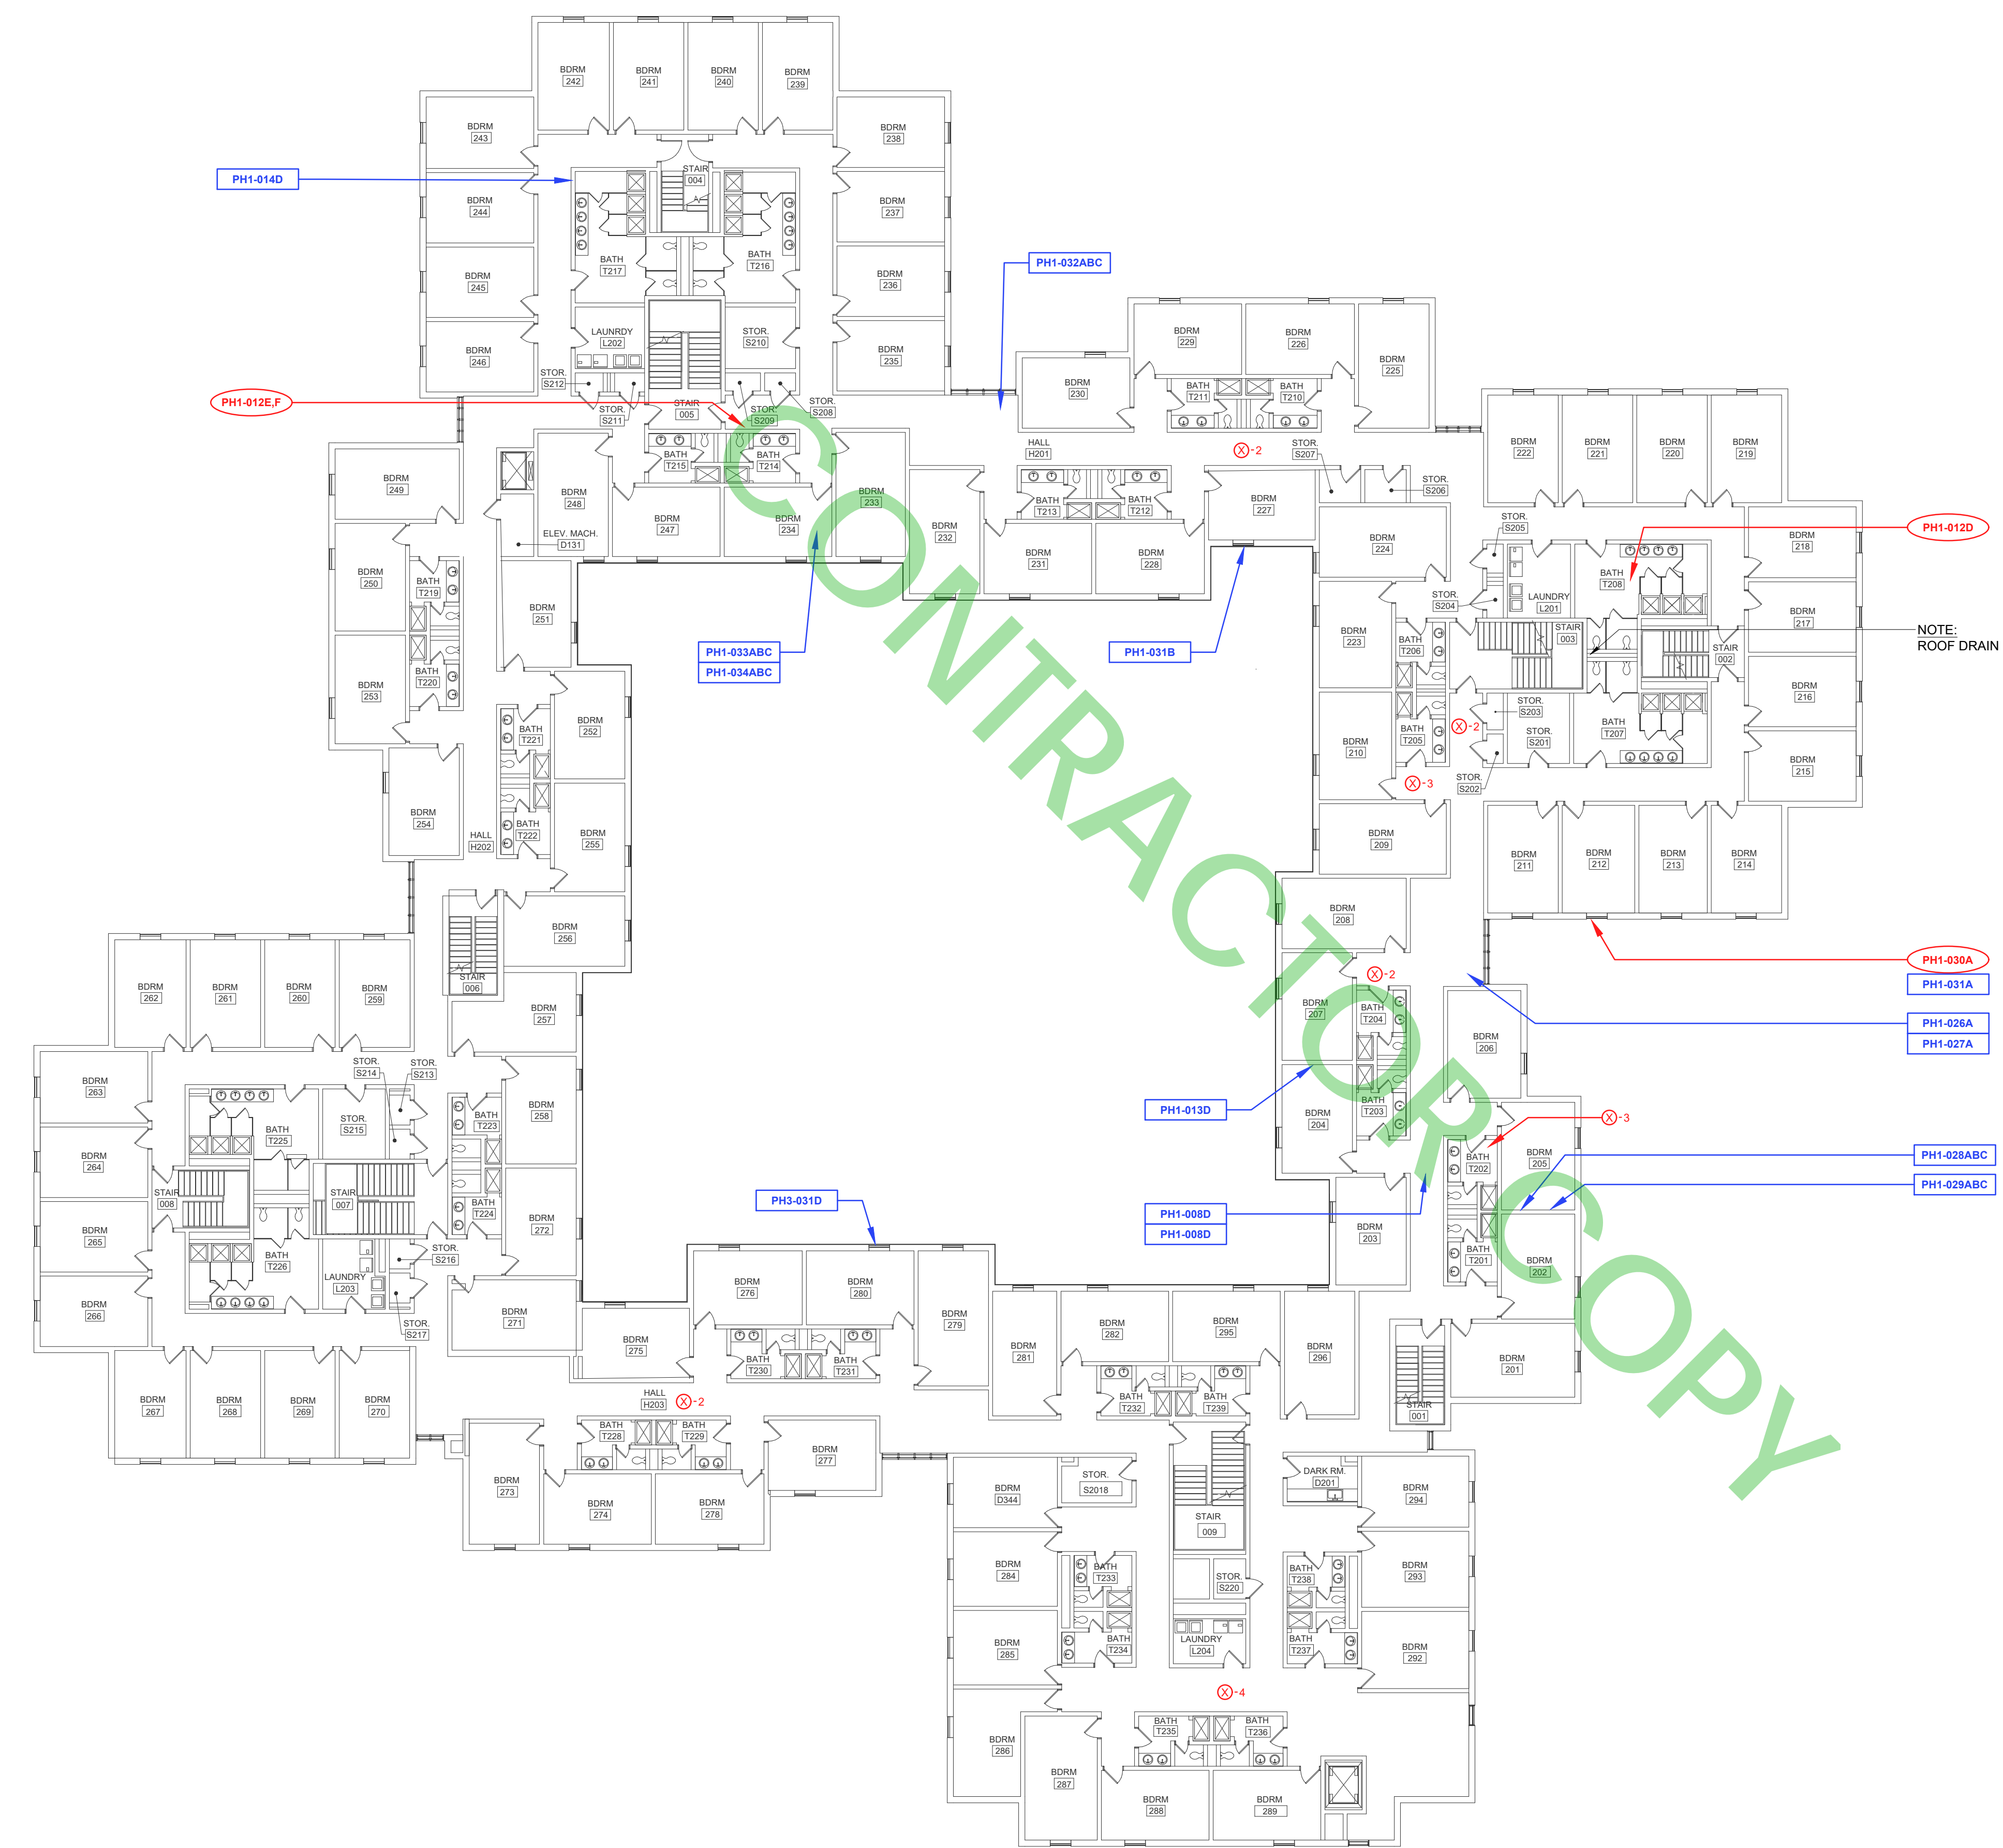 BDRM
242
BDRM
241
BDRM
240
BDRM
239
BDRM
243
BDRM
238
PH1-014D
STAIR
004
BDRM
244
BDRM
237
BATH
T217
BATH
T216
BDRM
245
BDRM
236
PH1-032ABC
LAUNRDY
L202
STOR.
S210
BDRM
246
BDRM
235
BDRM
229
BDRM
226
BDRM
225
STOR.
S212
BDRM
230
BATH
T211
BATH
T210
PH1-012E,F
STOR.
S211
STAIR
005
STOR.
S209
STOR.
S208
HALL
H201
X-2
STOR.
S207
BDRM
222
BDRM
221
BDRM
220
BDRM
219
BATH
T215
BATH
T214
BDRM
249
BDRM
248
BDRM
247
BDRM
234
BDRM
233
BDRM
232
BATH
T213
BATH
T212
BDRM
227
STOR.
S206
ELEV. MACH.
D131
BDRM
231
BDRM
228
BDRM
224
STOR.
S205
PH1-012D
BDRM
218
BDRM
250
BATH
T219
BDRM
251
BATH
T208
STOR.
S204
LAUNDRY
L201
BDRM
217
PH1-033ABC
PH1-034ABC
PH1-031B
BDRM
223
BATH
T206
STAIR
003
STAIR
002
NOTE:
ROOF DRAIN
BDRM
253
BATH
T220
BDRM
252
BATH
T221
BDRM
216
STOR.
S203
X-2
BDRM
210
BATH
T205
STOR.
S201
BATH
T207
BDRM
215
X-3
STOR.
S202
BDRM
254
HALL
H202
BATH
T222
BDRM
255
BDRM
209
BDRM
211
BDRM
212
BDRM
213
BDRM
214
BDRM
256
BDRM
208
PH1-030A
PH1-031A
STAIR
006
X-2
BDRM
262
BDRM
261
BDRM
260
BDRM
259
BDRM
257
BDRM
207
BATH
T204
PH1-026A
PH1-027A
BDRM
206
STOR.
S214
STOR.
S213
BDRM
263
BDRM
258
BATH
T223
PH1-013D
BDRM
204
BATH
T203
X-3
STOR.
S215
BATH
T225
BDRM
264
BATH
T202
BDRM
205
PH1-028ABC
PH1-029ABC
STAIR
008
STAIR
007
BATH
T224
BDRM
272
PH3-031D
PH1-008D
PH1-008D
BDRM
203
BDRM
265
BATH
T226
STOR.
S216
LAUNDRY
L203
BATH
T201
BDRM
202
BDRM
266
STOR.
S217
BDRM
271
BDRM
276
BDRM
280
BDRM
279
BDRM
275
BATH
T230
BATH
T231
BDRM
281
BDRM
282
BDRM
295
BDRM
296
BDRM
201
BDRM
267
BDRM
268
BDRM
269
BDRM
270
HALL
H203
X-2
BATH
T232
BATH
T239
STAIR
001
BATH
T228
BATH
T229
BDRM
277
BDRM
273
BDRM
274
BDRM
278
BDRM
D344
STOR.
S2018
STAIR
009
DARK RM.
D201
BDRM
294
BDRM
284
BATH
T233
STOR.
S220
BATH
T238
BDRM
293
BDRM
285
BATH
T234
LAUNDRY
L204
BATH
T237
BDRM
292
X-4
BDRM
286
BATH
T235
BATH
T236
BDRM
287
BDRM
288
BDRM
289
CONTRACTOR COPY